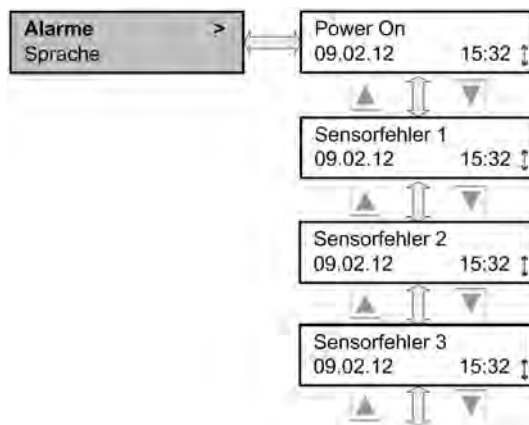 Alarme >
Sprache
Power On
09.02.12 15:32
Sensorfehler 1
09.02.12 15:32
Sensorfehler 2
09.02.12 15:32
Sensorfehler 3
09.02.12 15:32